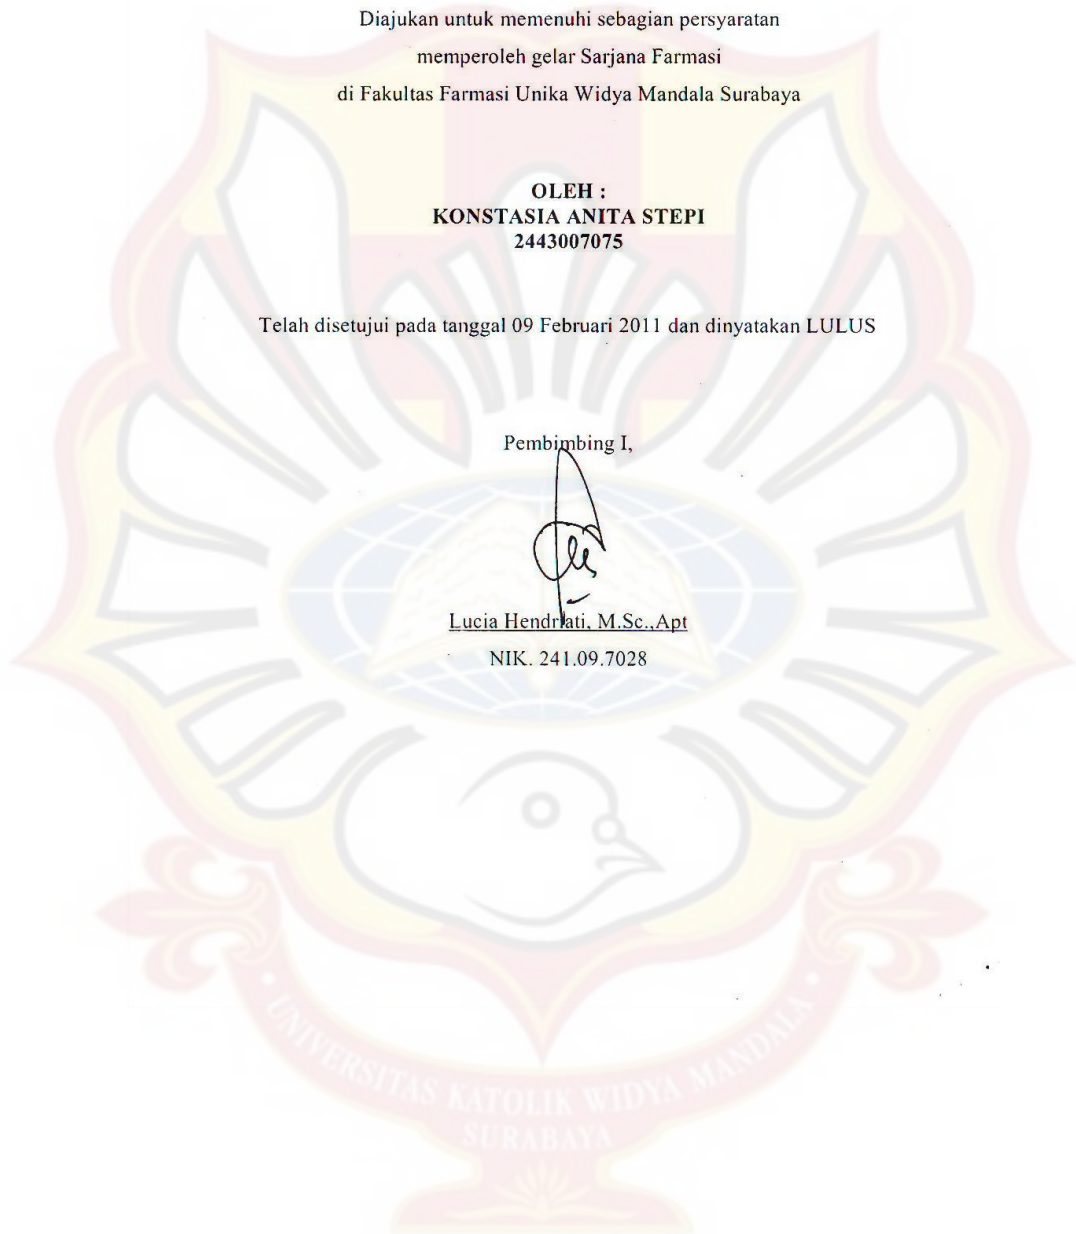 Diajukan untuk memenuhi sebagian persyaratan
memperoleh gelar Sarjana Farmasi
di Fakultas Farmasi Unika Widya Mandala Surabaya
OLEH :
KONSTASIA ANITA STEPI
2443007075
Telah disetujui pada tanggal 09 Februari 2011 dan dinyatakan LULUS
Pembimbing I,
Lucia Hendriati, M.Sc.,Apt
NIK. 241.09.7028
UNIVERSITAS KATOLIK WIDYA MANDALA
SURABAYA